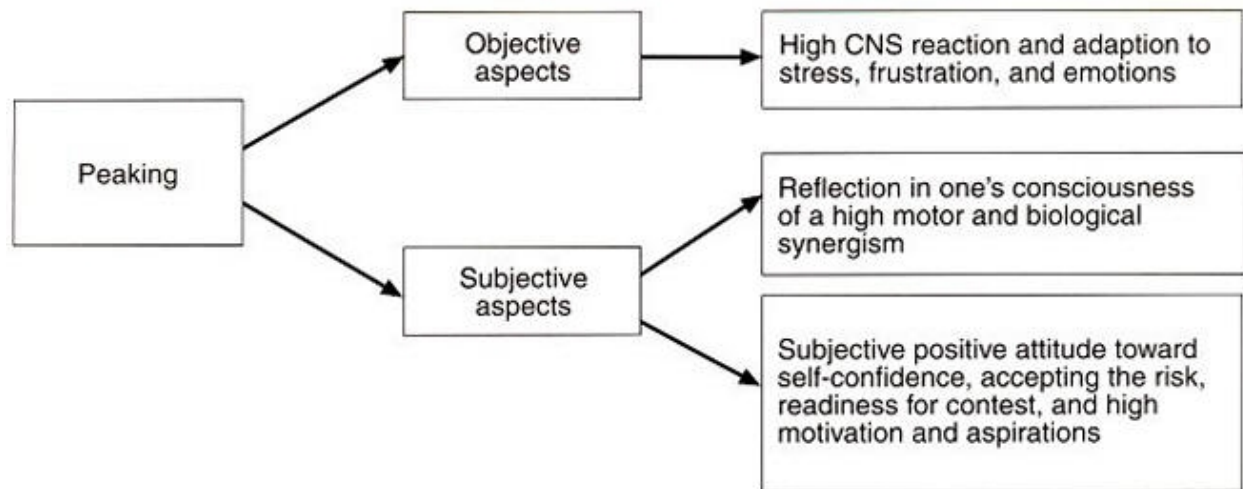 Peaking
Objective
aspects
High CNS reaction and adaption to
stress, frustration, and emotions
Subjective
aspects
Reflection in one's consciousness
of a high motor and biological
synergism
Subjective positive attitude toward
self-confidence, accepting the risk,
readiness for contest, and high
motivation and aspirations